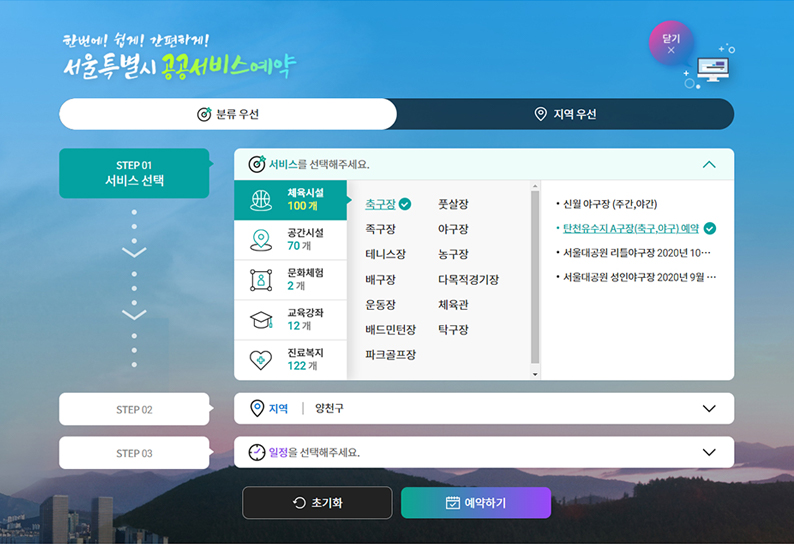 한번에! 쉽게! 간편하게!
서울특별시 공공서비스예약
닫기
×
분류 우선
지역 우선
STEP 01
서비스 선택
서비스를 선택해주세요.
체육시설
100 개
공간시설
70 개
문화체험
2 개
교육강좌
12 개
진료복지
122 개
축구장
풋살장
족구장
야구장
테니스장
농구장
배구장
다목적경기장
운동장
체육관
배드민턴장
탁구장
파크골프장
• 신월 야구장 (주간,야간)
• 탄천유수지 A구장(축구,야구) 예약
• 서울대공원 리틀야구장 2020년 10···
• 서울대공원 성인야구장 2020년 9월 ···
STEP 02
지역 | 양천구
STEP 03
일정을 선택해주세요.
초기화
예약하기